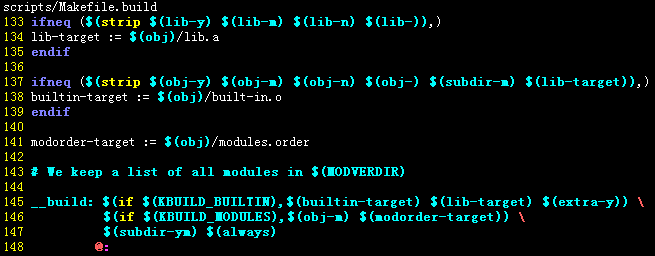 scripts/Makefile.build
133 ifneq ($(strip $(lib-y) $(lib-m) $(lib-n) $(lib-)),)
134 lib-target := $(obj)/lib.a
135 endif
136
137 ifneq ($(strip $(obj-y) $(obj-m) $(obj-n) $(obj-) $(subdir-m) $(lib-target)),)
138 builtin-target := $(obj)/built-in.o
139 endif
140
141 modorder-target := $(obj)/modules.order
142
143 # We keep a list of all modules in $(MODVERDIR)
144
145 __build: $(if $(KBUILD_BUILTIN),$(builtin-target) $(lib-target) $(extra-y)) \
146 $(if $(KBUILD_MODULES),$(obj-m) $(modorder-target)) \
147 $(subdir-ym) $(always)
148 @: